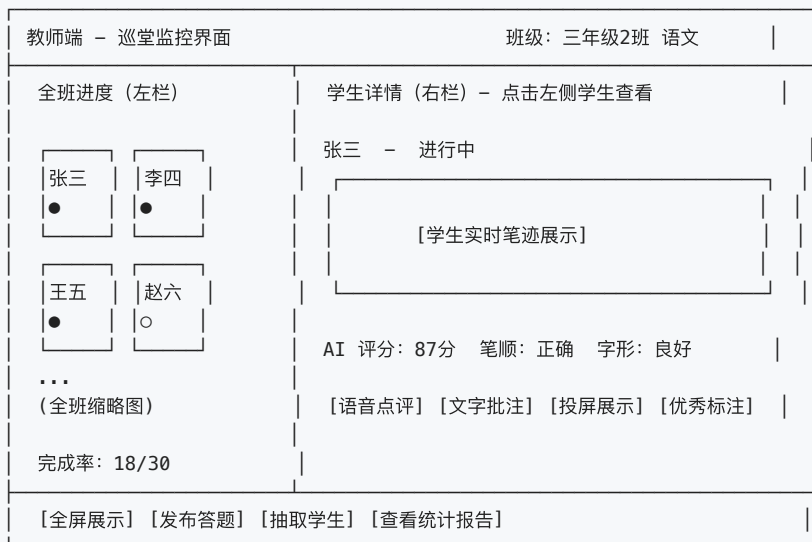 教师端 — 巡堂监控界面 班级: 三年级2班 语文
全班进度 (左栏) 学生详情 (右栏) — 点击左侧学生查看
张三 — 进行中
张三 李四
● ●
[学生实时笔迹展示]
王五 赵六
● ○
AI 评分: 87分 笔顺: 正确 字形: 良好
...
(全班缩略图) [语音点评] [文字批注] [投屏展示] [优秀标注]
完成率: 18/30
[全屏展示] [发布答题] [抽取学生] [查看统计报告]